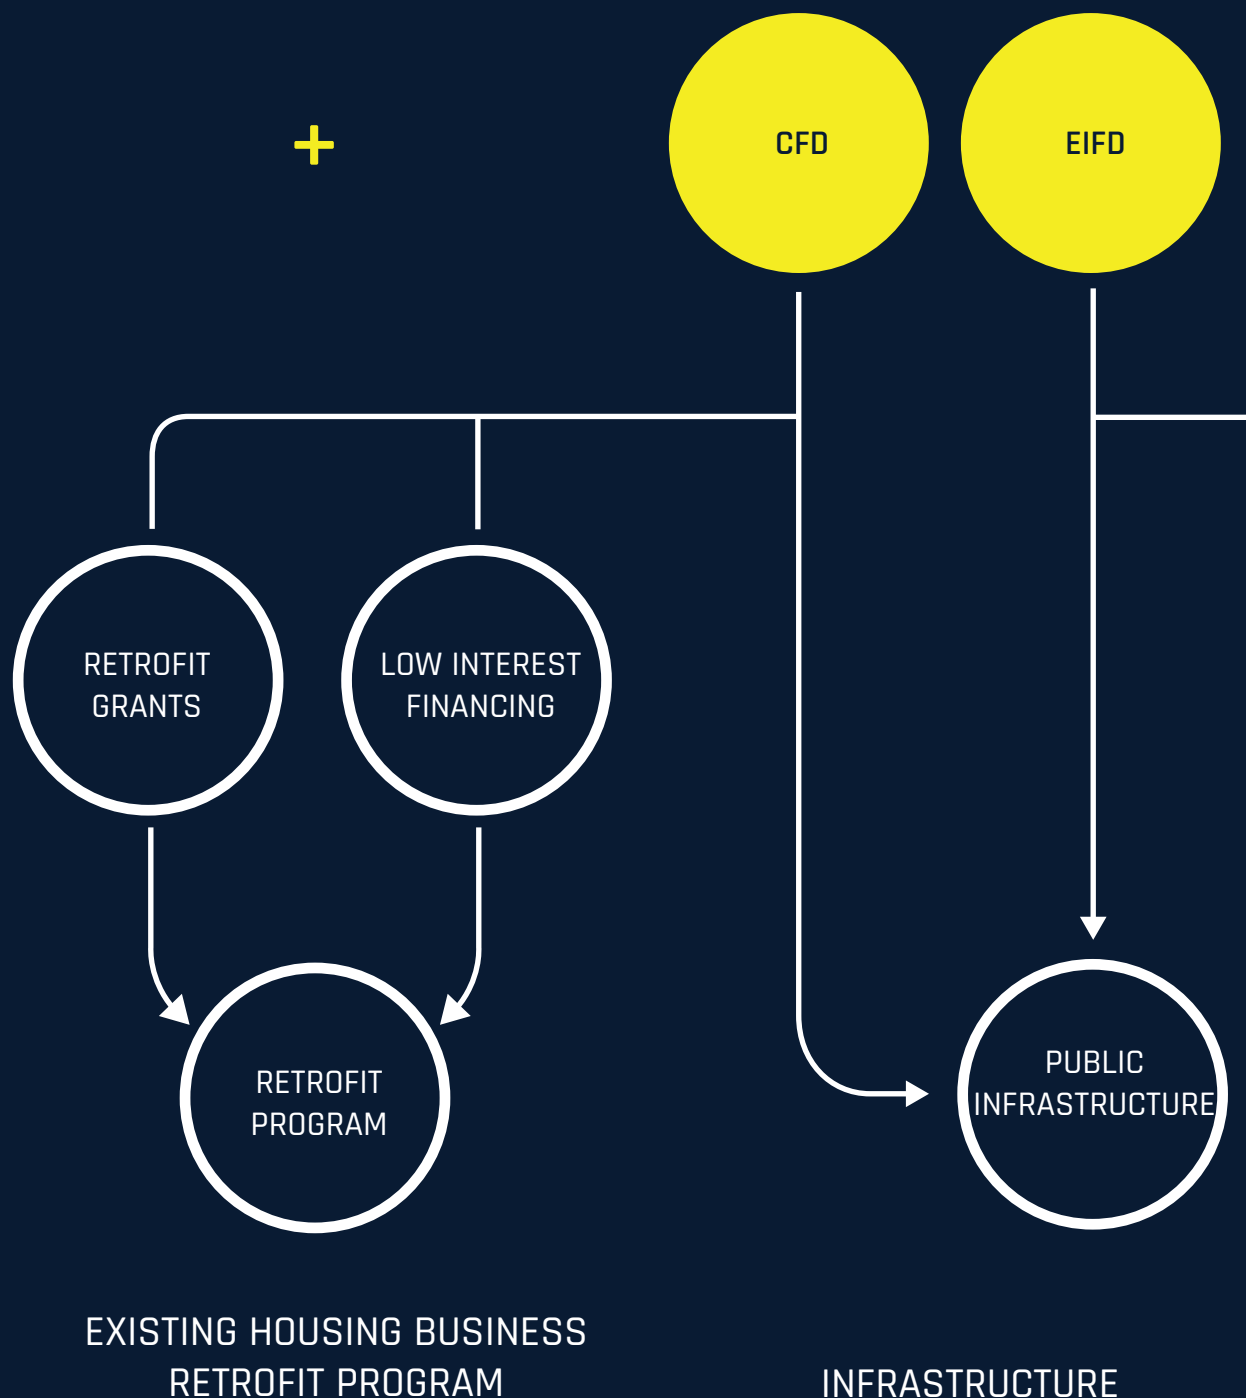 +
CFD
EIFD
RETROFIT
GRANTS
LOW INTEREST
FINANCING
RETROFIT
PROGRAM
PUBLIC
INFRASTRUCTURE
EXISTING HOUSING BUSINESS
RETROFIT PROGRAM
INFRASTRUCTURE